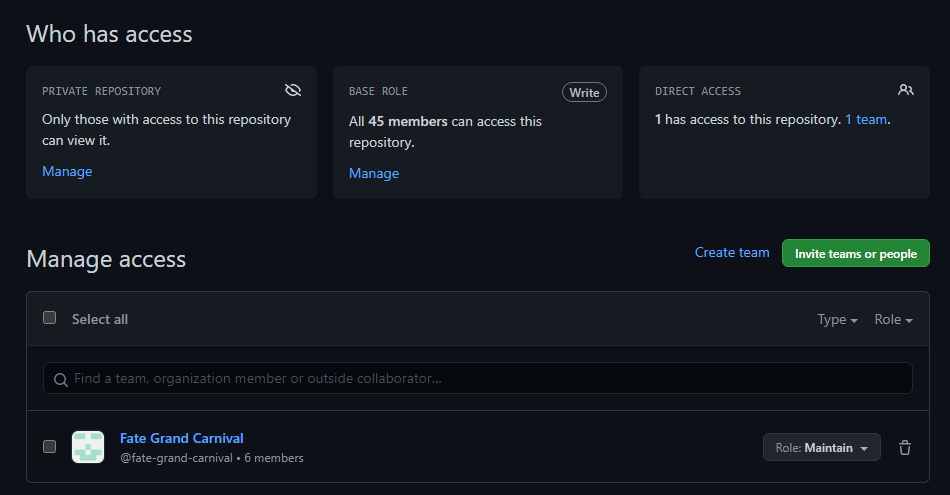 Who has access
PRIVATE REPOSITORY
Only those with access to this repository
can view it.
Manage
BASE ROLE
Write
All 45 members can access this
repository.
Manage
DIRECT ACCESS
1 has access to this repository. 1 team.
Manage access
Create team
Invite teams or people
Select all
Type
Role
Find a team, organization member or outside collaborator...
Fate Grand Carnival
@fate-grand-carnival • 6 members
Role: Maintain